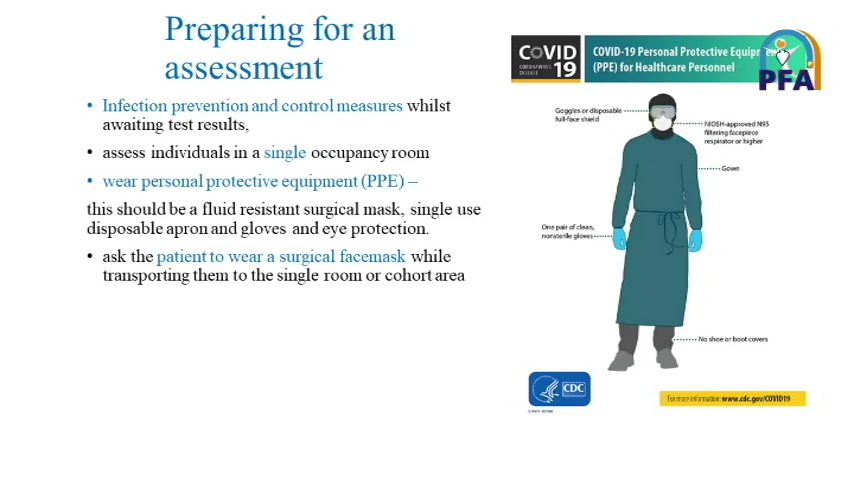 Preparing for an
assessment
• Infection prevention and control measures whilst
awaiting test results,
• assess individuals in a single occupancy room
• wear personal protective equipment (PPE) –
this should be a fluid resistant surgical mask, single use
disposable apron and gloves and eye protection.
• ask the patient to wear a surgical facemask while
transporting them to the single room or cohort area
COVID
CORONAVIRUS
DISEASE 19
COVID-19 Personal Protective
(PPE) for Healthcare Personnel
PFA
Goggles or disposable
full-face shield
NIOSH-approved N95
filtering facepiece
respirator or higher
Gown
One pair of clean,
nonsterile gloves
No shoe or boot covers
CDC
For more information: www.cdc.gov/COVID19